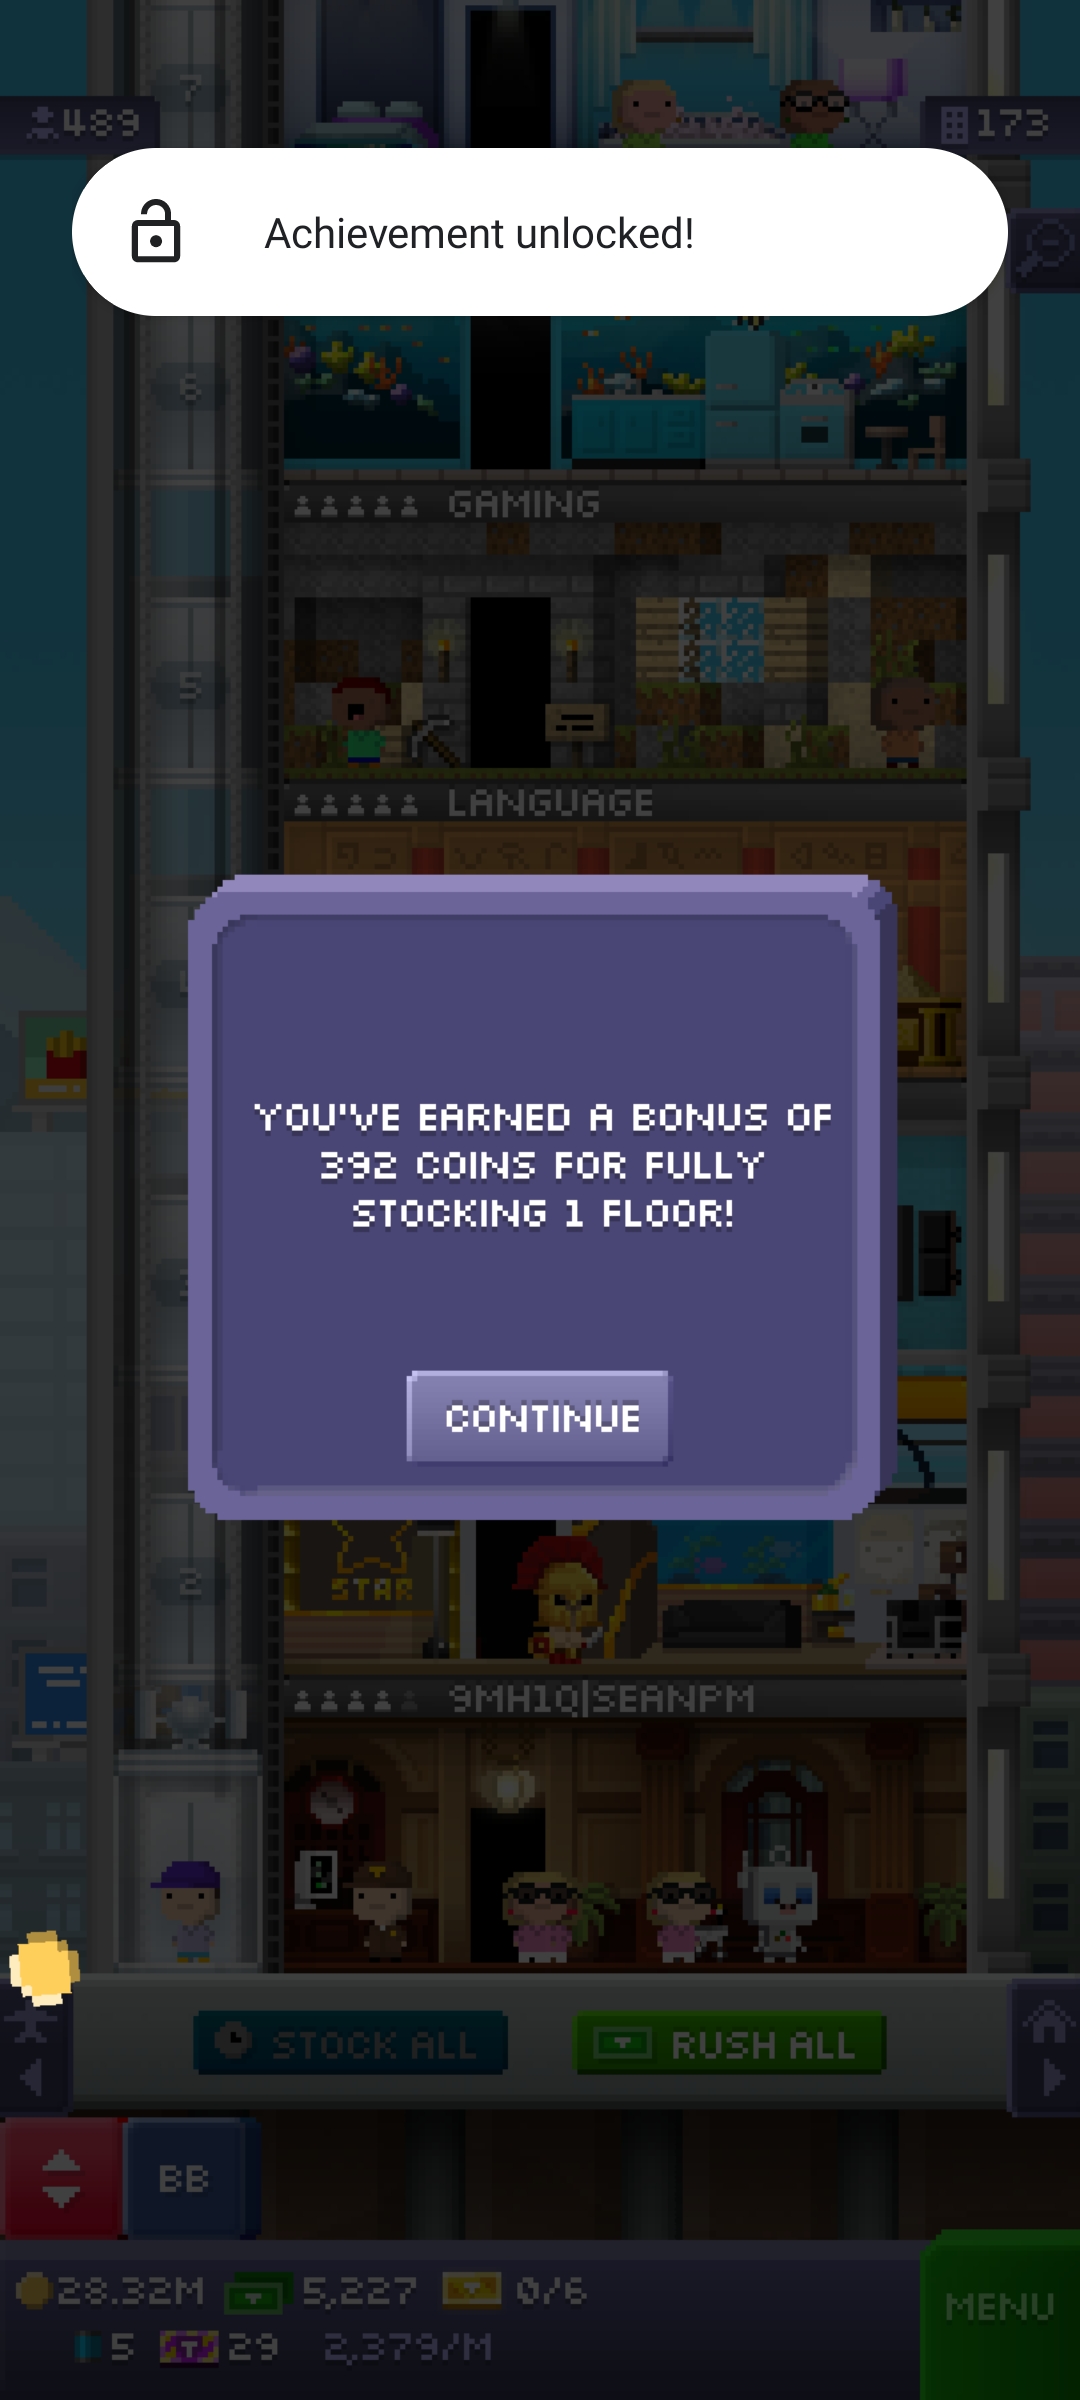 7
489
173
Achievement unlocked!
6
GAMING
5
LANGUAGE
YOU'VE EARNED A BONUS OF
392 COINS FOR FULLY
STOCKING 1 FLOOR!
CONTINUE
STAR
2
9MH1Q|SEANPM
STOCK ALL
RUSH ALL
BB
28.32M
5,227
0/6
MENU
5
29
2,379/M